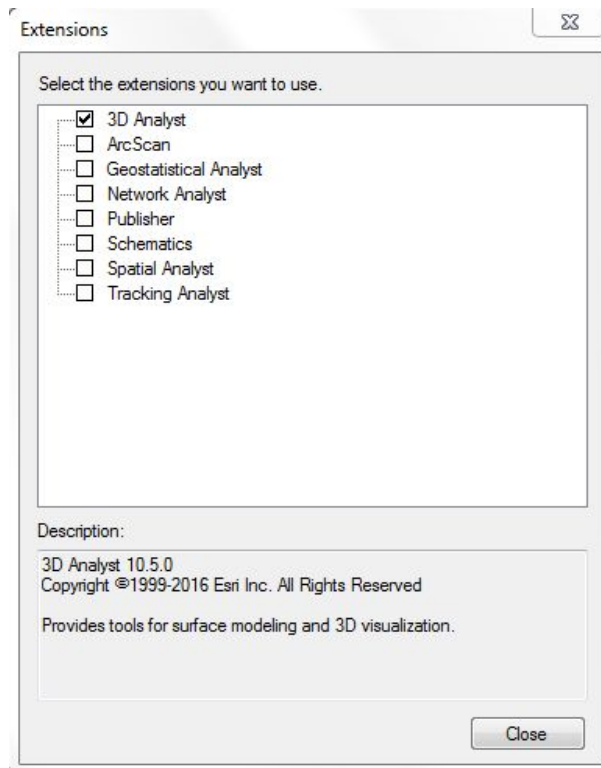 Extensions
Select the extensions you want to use.
3D Analyst
ArcScan
Geostatistical Analyst
Network Analyst
Publisher
Schematics
Spatial Analyst
Tracking Analyst
Description:
3D Analyst 10.5.0
Copyright ©1999-2016 Esri Inc. All Rights Reserved
Provides tools for surface modeling and 3D visualization.
Close